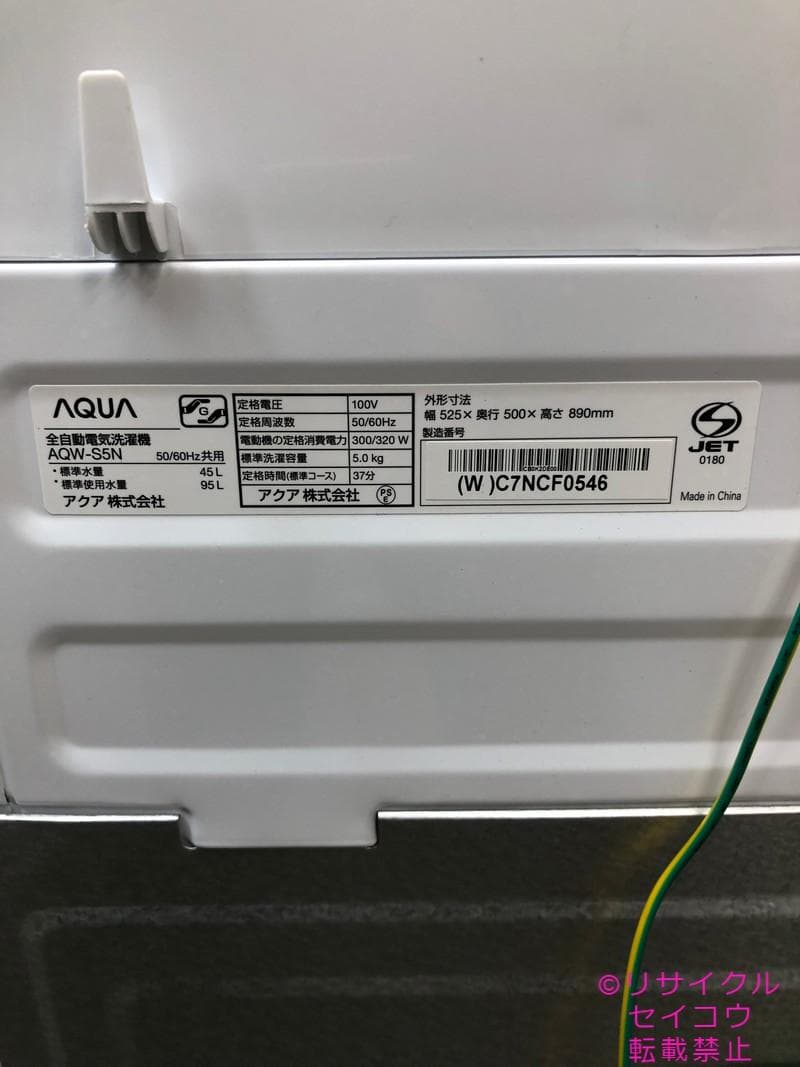 AQUA
G
全自動電気洗濯機
AQW-S5N 50/60Hz共用
・標準水量 45L
・標準使用水量 95L
アクア 株式会社
定格電圧 100V
定格周波数 50/60Hz
電動機の定格消費電力 300/320 W
標準洗濯容量 5.0 kg
定格時間(標準コース) 37分
アクア 株式会社 PS E
外形寸法
幅 525× 奥行 500× 高さ 890mm
製造番号
(W )C7NCF0546
S
JET
0180
Made in China
©リサイクル
セイコウ
転載禁止